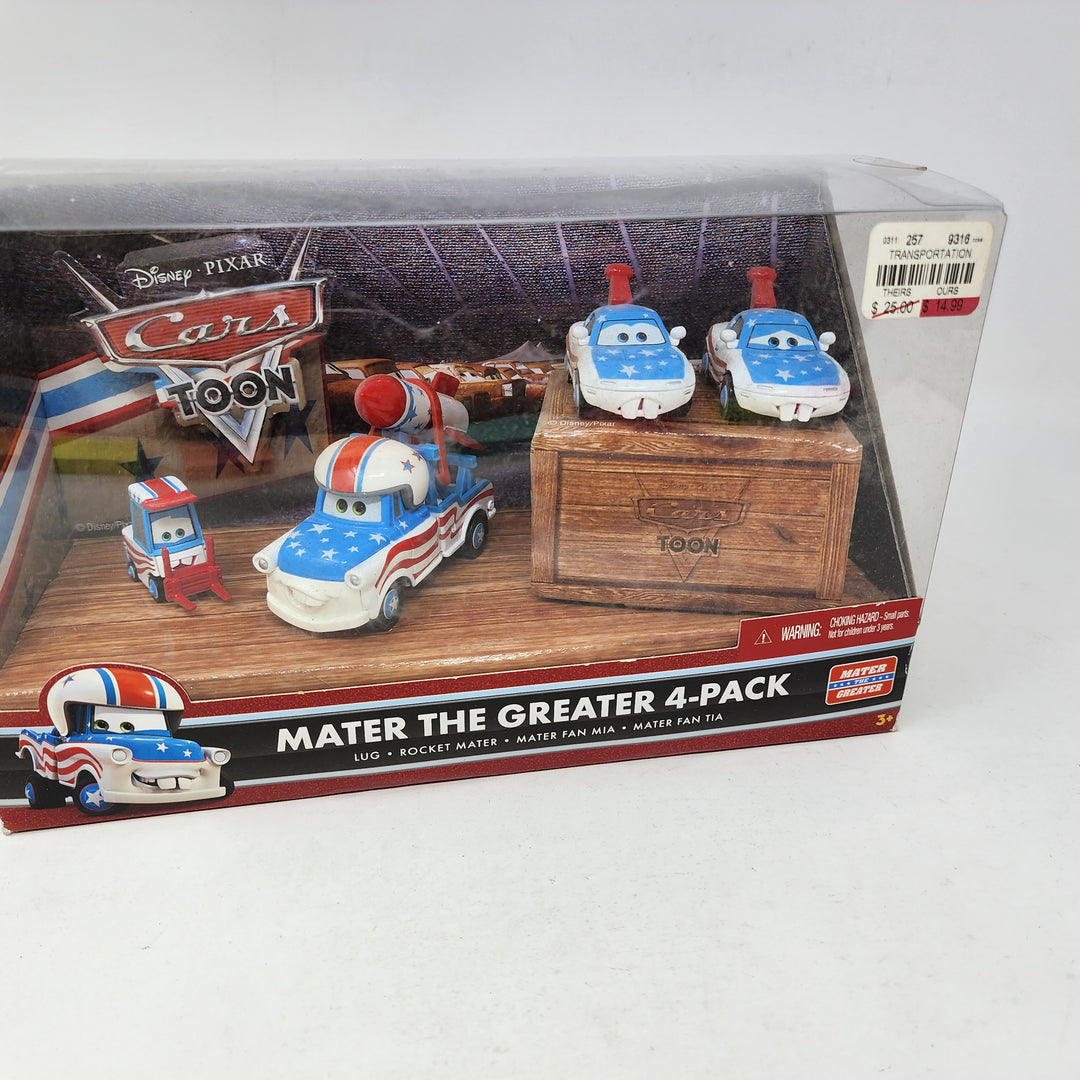 DISNEY · PIXAR
Cars
TOON
0311 257 9316
TRANSPORTATION
THEIRS OURS
$ 25.00 $ 14.99
© Disney/Pixar
© Disney/Pi
Cars
TOON
WARNING: CHOKING HAZARD – Small parts.
Not for children under 3 years.
MATER
THE
GREATER
MATER THE GREATER 4-PACK
LUG • ROCKET MATER • MATER FAN MIA • MATER FAN TIA
3+